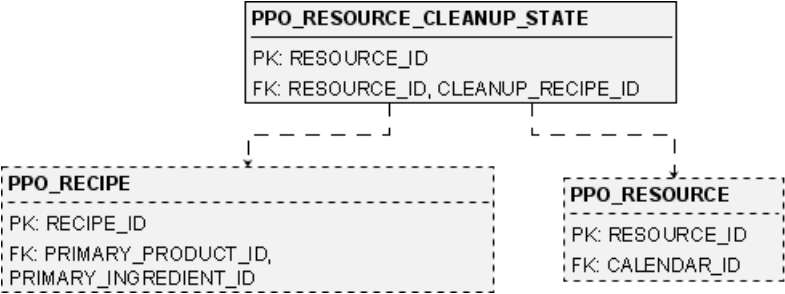 PPO_RESOURCE_CLEANUP_STATE
PK: RESOURCE_ID
FK: RESOURCE_ID, CLEANUP_RECIPE_ID
PPO_RECIPE
PK: RECIPE_ID
FK: PRIMARY_PRODUCT_ID,
PRIMARY_INGREDIENT_ID
PPO_RESOURCE
PK: RESOURCE_ID
FK: CALENDAR_ID